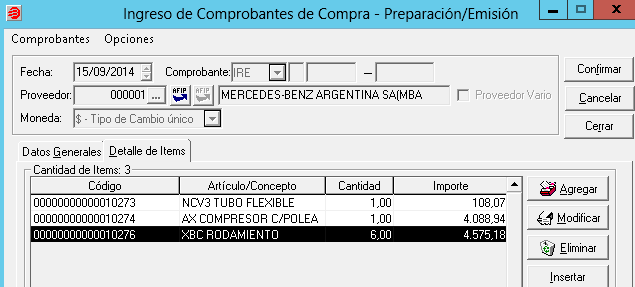 Ingreso de Comprobantes de Compra - Preparación/Emisión
Comprobantes Opciones
Fecha: 15/09/2014 Comprobante: IRE –
Proveedor: 000001 ... AFIP AFIP MERCEDES-BENZ ARGENTINA SA(MBA Proveedor Vario
Moneda: $ - Tipo de Cambio único
Confirmar
Cancelar
Cerrar
Datos Generales Detalle de Items
Cantidad de Items: 3
Código Artículo/Concepto Cantidad Importe
00000000000010273 NCV3 TUBO FLEXIBLE 1,00 108,07
00000000000010274 AX COMPRESOR C/POLEA 1,00 4.088,94
00000000000010276 XBC RODAMIENTO 6,00 4.575,18
Agregar
Modificar
Eliminar
Insertar